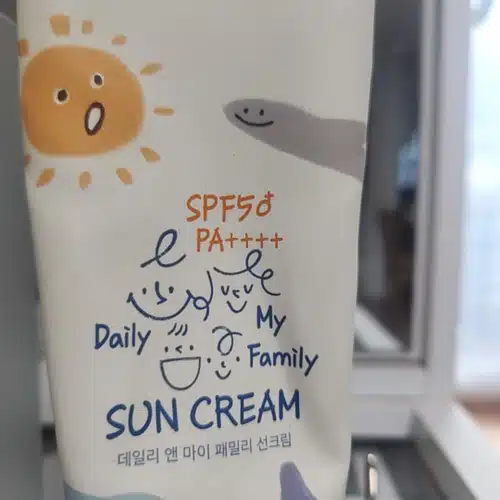 SPF50+
PA++++
Daily
My
Family
SUN CREAM
데일리 앤 마이 패밀리 선크림